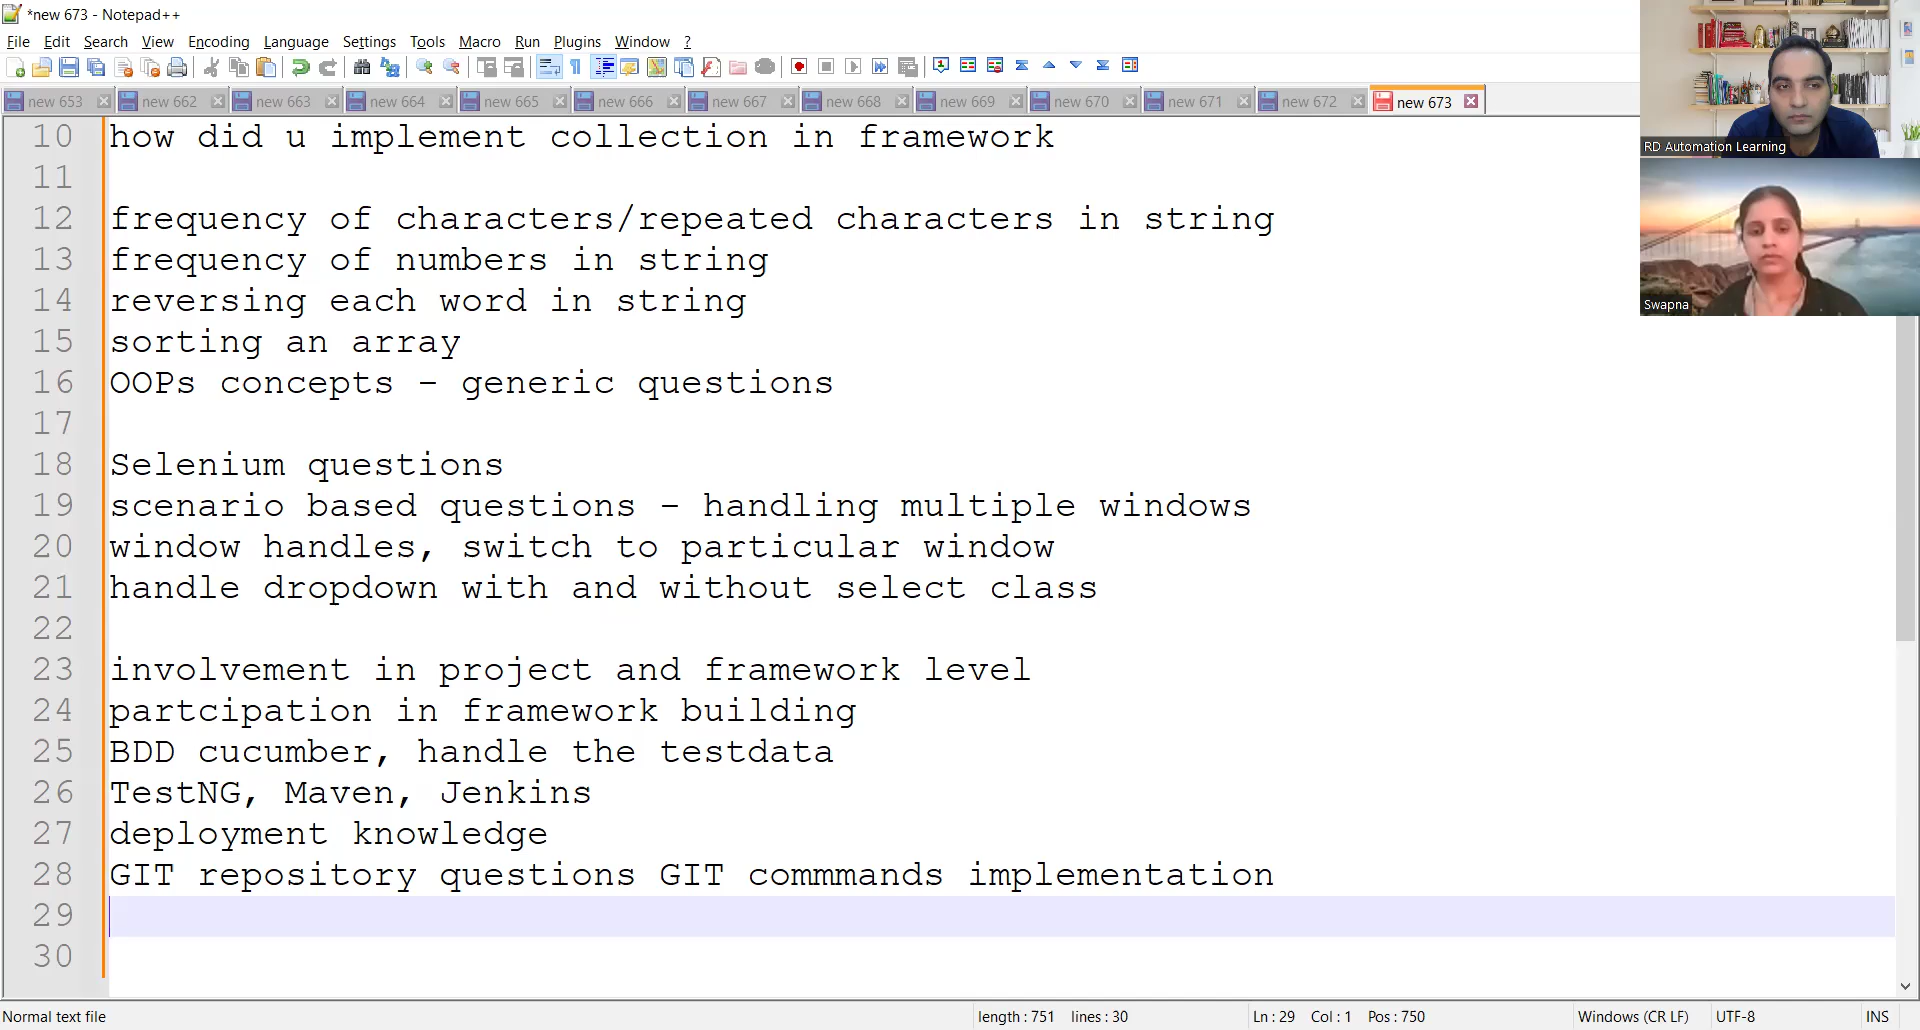 *new 673 - Notepad++
File Edit Search View Encoding Language Settings Tools Macro Run Plugins Window ?
new 653 new 662 new 663 new 664 new 665 new 666 new 667 new 668 new 669 new 670 new 671 new 672 new 673
RD Automation Learning
Swapna
10 how did u implement collection in framework
11
12 frequency of characters/repeated characters in string
13 frequency of numbers in string
14 reversing each word in string
15 sorting an array
16 OOPs concepts - generic questions
17
18 Selenium questions
19 scenario based questions - handling multiple windows
20 window handles, switch to particular window
21 handle dropdown with and without select class
22
23 involvement in project and framework level
24 partcipation in framework building
25 BDD cucumber, handle the testdata
26 TestNG, Maven, Jenkins
27 deployment knowledge
28 GIT repository questions GIT commmands implementation
29
30
Normal text file length : 751 lines : 30 Ln : 29 Col : 1 Pos : 750 Windows (CR LF) UTF-8 INS